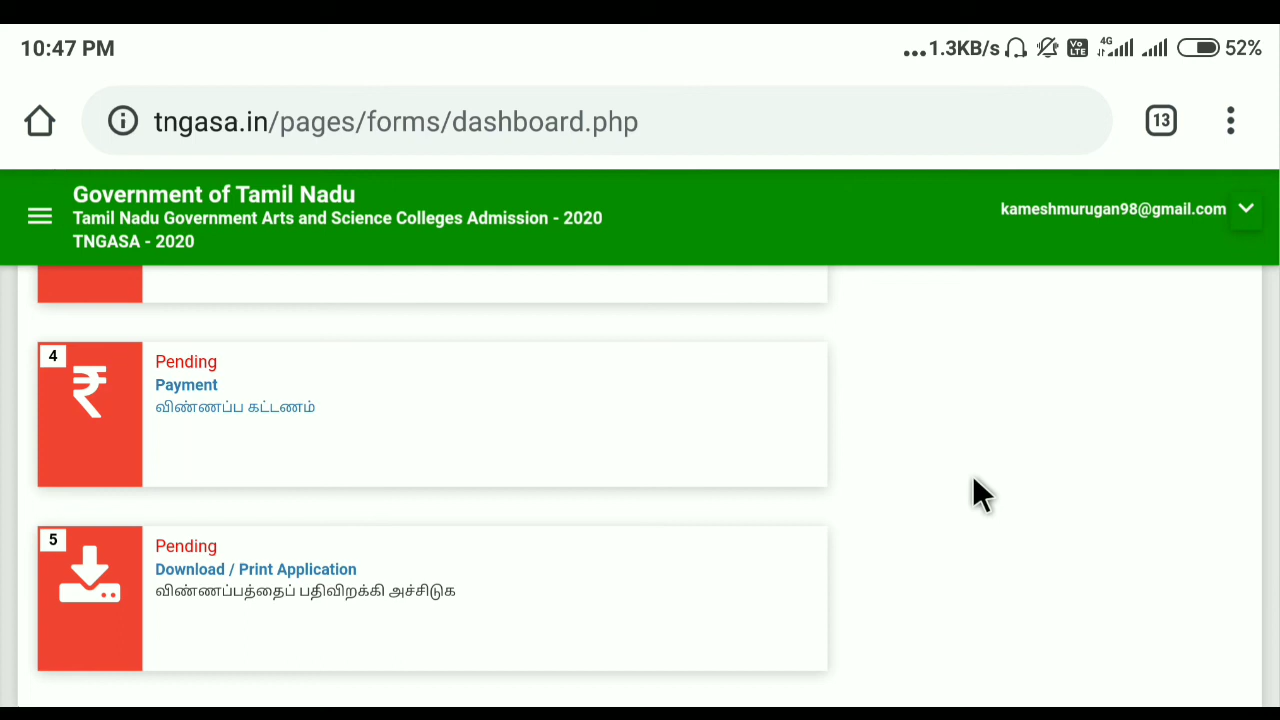 10:47 PM
...1.3KB/s Vo LTE 4G 52%
tngasa.in/pages/forms/dashboard.php
13
Government of Tamil Nadu
Tamil Nadu Government Arts and Science Colleges Admission - 2020
TNGASA - 2020
kameshmurugan98@gmail.com
4
Pending
Payment
விண்ணப்ப கட்டணம்
5
Pending
Download / Print Application
விண்ணப்பத்தைப் பதிவிறக்கி அச்சிடுக